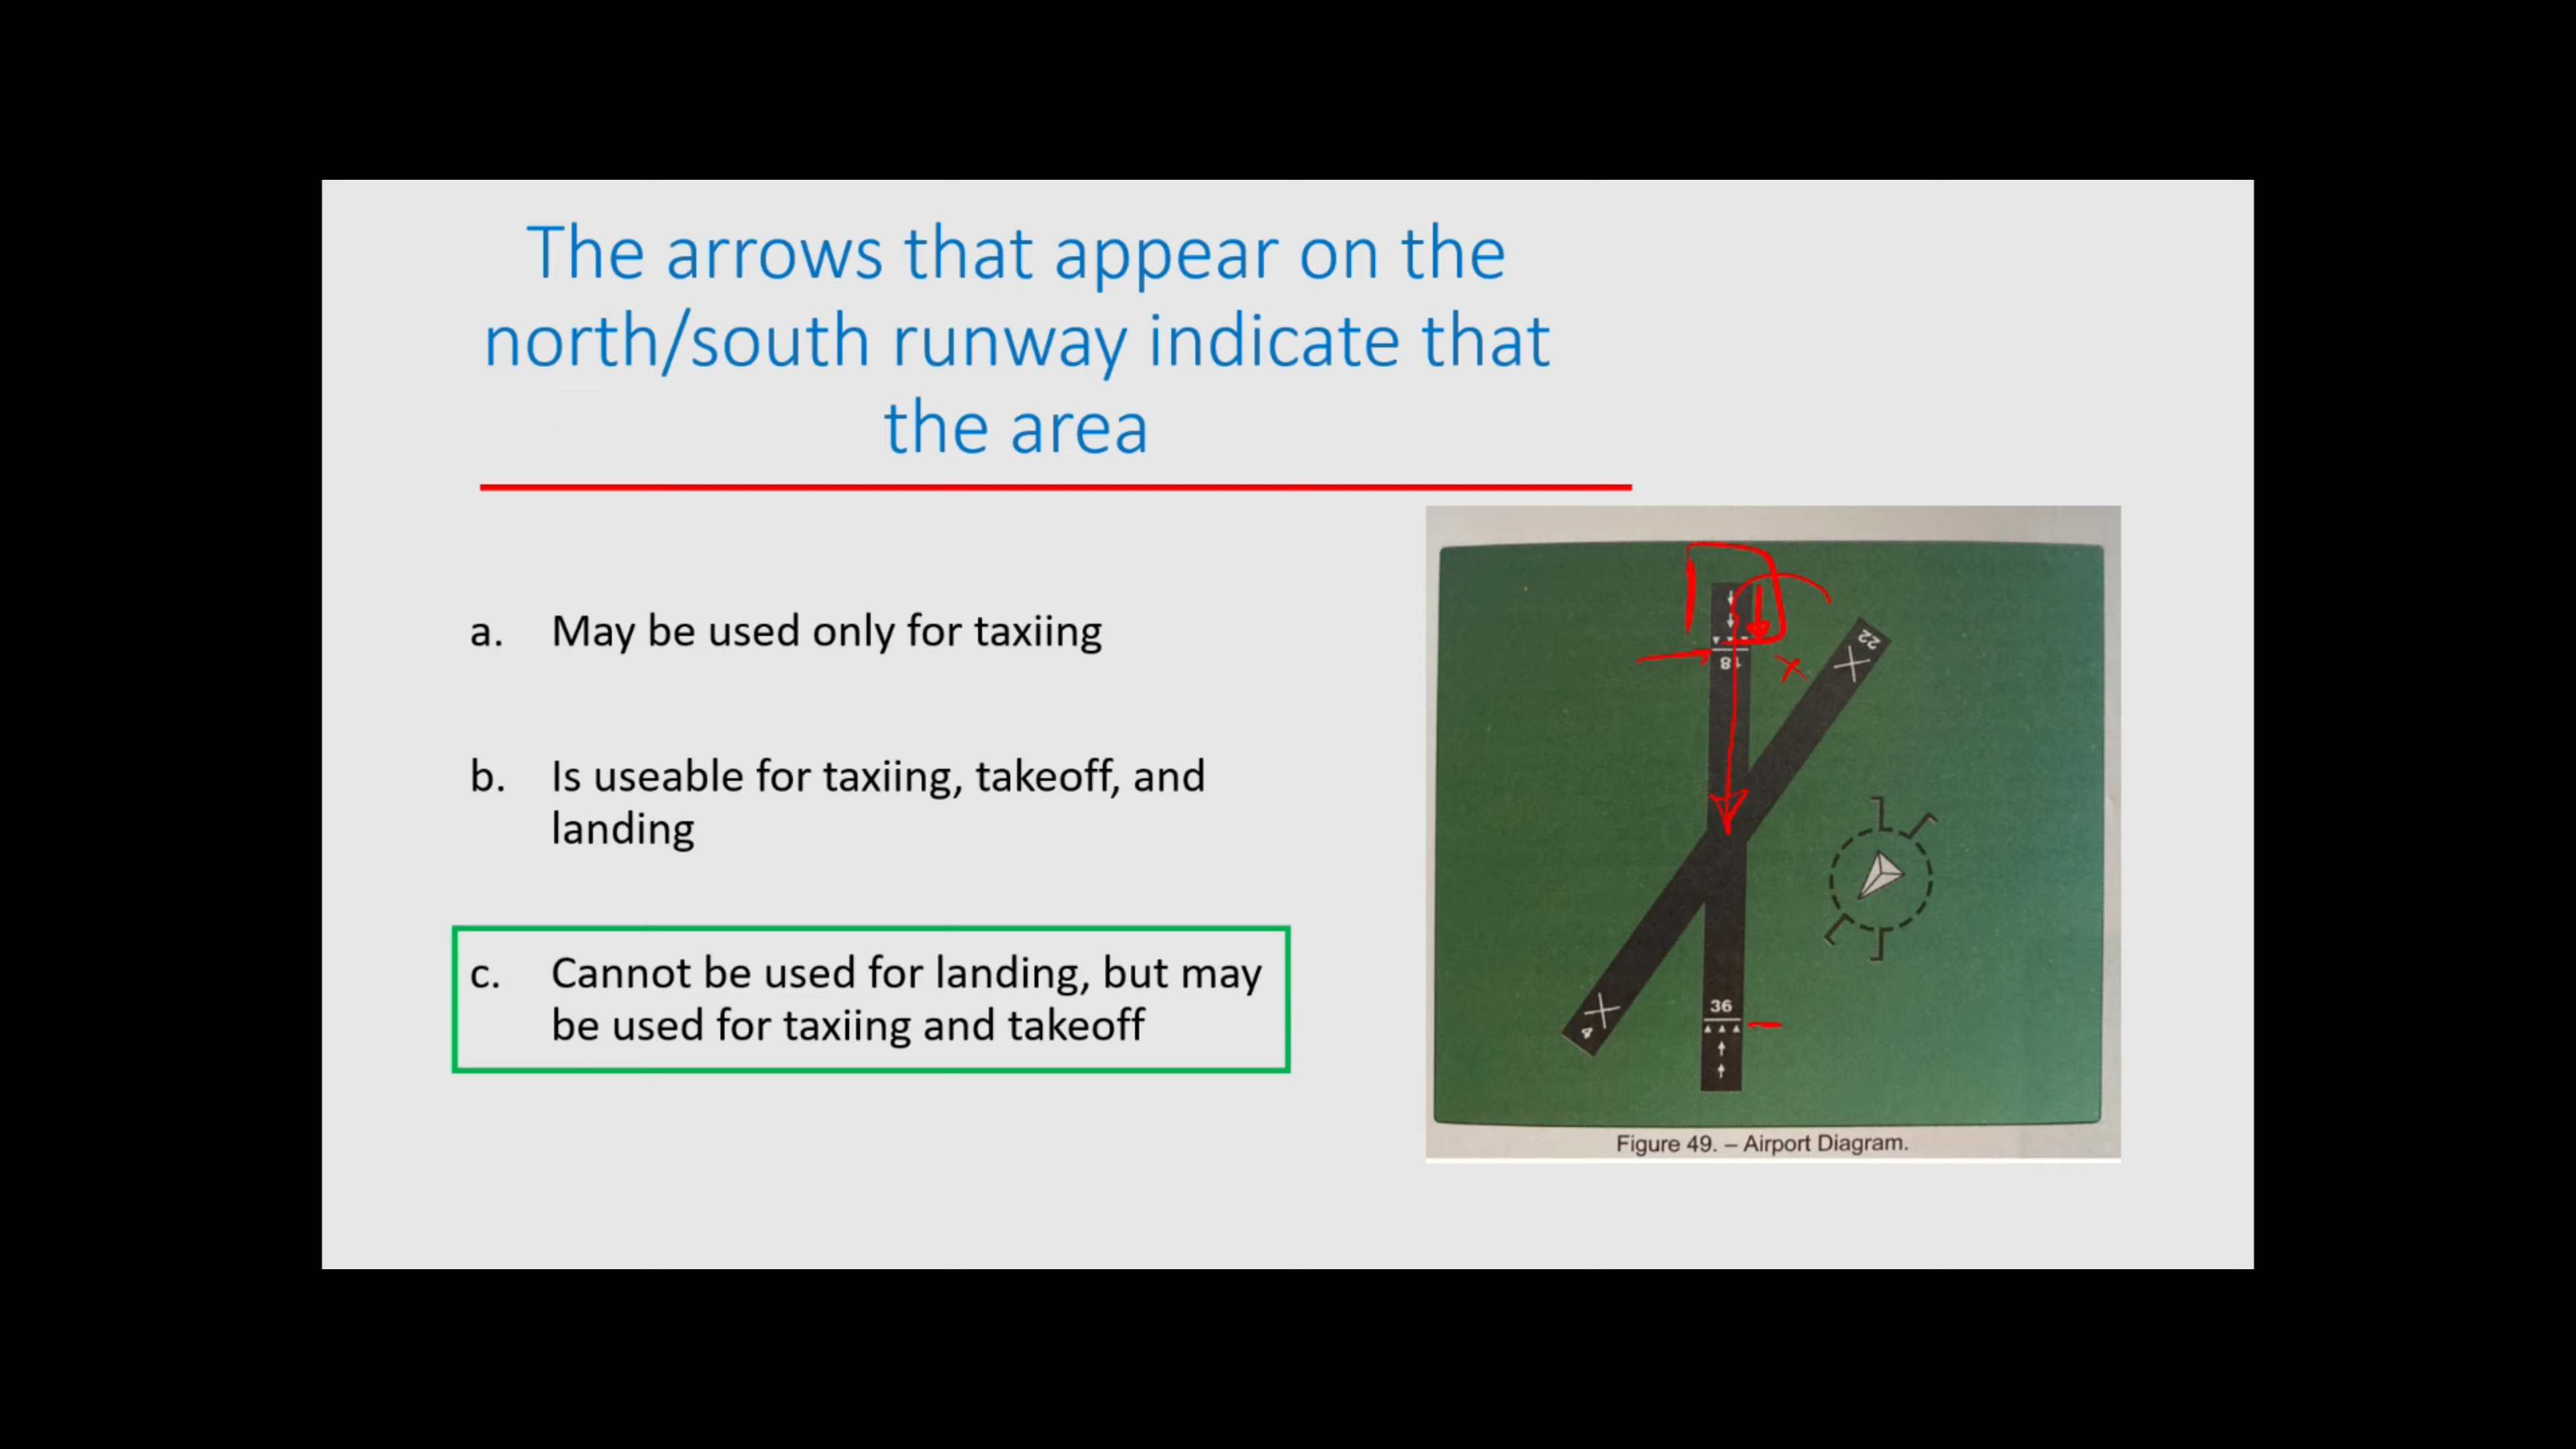 The arrows that appear on the
north/south runway indicate that
the area
a. May be used only for taxiing
b. Is useable for taxiing, takeoff, and
landing
c. Cannot be used for landing, but may
be used for taxiing and takeoff
18
22
36
4
Figure 49. – Airport Diagram.